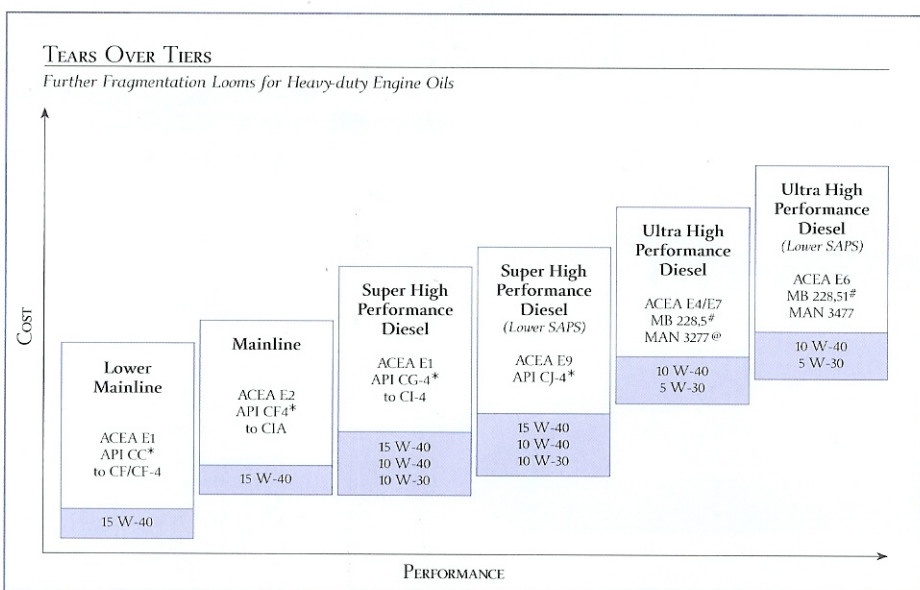 TEARS OVER TIERS
Further Fragmentation Looms for Heavy-duty Engine Oils
COST
Lower
Mainline
ACEA E1
API CC*
to CF/CF-4
15 W-40
Mainline
ACEA E2
API CF4*
to CIA
15 W-40
Super High
Performance
Diesel
ACEA E1
API CG-4*
to CI-4
15 W-40
10 W-40
10 W-30
Super High
Performance
Diesel
(Lower SAPS)
ACEA E9
API CJ-4*
15 W-40
10 W-40
10 W-30
Ultra High
Performance
Diesel
ACEA E4/E7
MB 228,5#
MAN 3277@
10 W-40
5 W-30
Ultra High
Performance
Diesel
(Lower SAPS)
ACEA E6
MB 228,51#
MAN 3477
10 W-40
5 W-30
PERFORMANCE